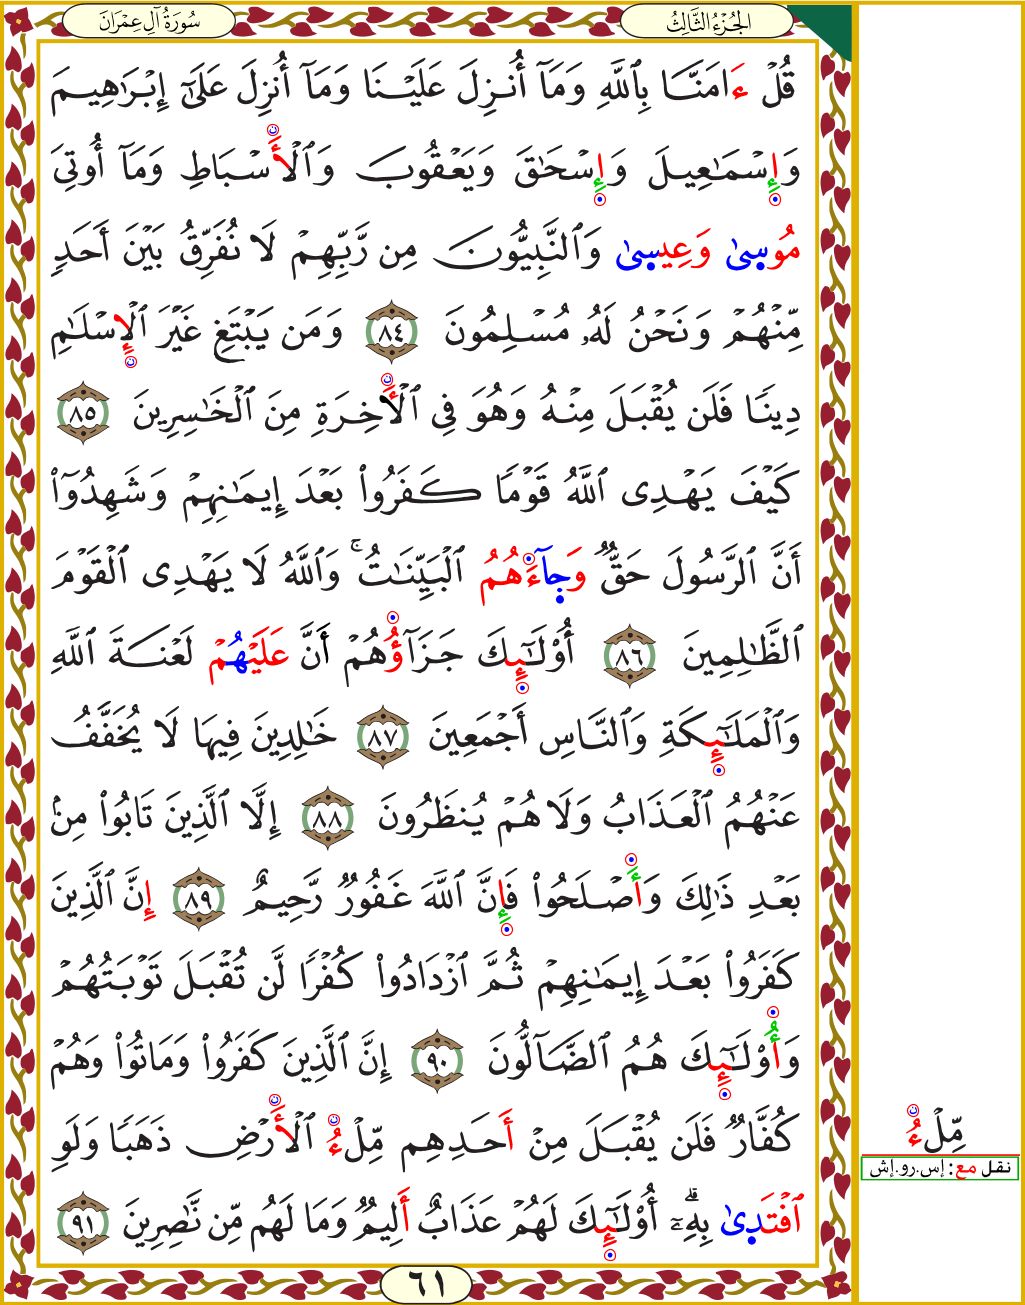 سُورَةُ آلِ عِمْرَانَ
الجُزْءُ الثَّالِثُ
قُلْ ءَامَنَّا بِٱللَّهِ وَمَآ أُنزِلَ عَلَيْنَا وَمَآ أُنزِلَ عَلَىٰٓ إِبْرَٰهِيمَ
وَإِسْمَٰعِيلَ وَإِسْحَٰقَ وَيَعْقُوبَ وَٱلْأَسْبَاطِ وَمَآ أُوتِىَ
مُوسىٰ وَعِيسىٰ وَٱلنَّبِيُّونَ مِن رَّبِّهِمْ لَا نُفَرِّقُ بَيْنَ أَحَدٍ
مِّنْهُمْ وَنَحْنُ لَهُۥ مُسْلِمُونَ ٨٤ وَمَن يَبْتَغِ غَيْرَ ٱلْإِسْلَٰمِ
دِينًا فَلَن يُقْبَلَ مِنْهُ وَهُوَ فِى ٱلْأَخِرَةِ مِنَ ٱلْخَٰسِرِينَ ٨٥
كَيْفَ يَهْدِى ٱللَّهُ قَوْمًا كَفَرُوا۟ بَعْدَ إِيمَٰنِهِمْ وَشَهِدُوٓا۟
أَنَّ ٱلرَّسُولَ حَقٌّ وَجِآءَهُمُ ٱلْبَيِّنَٰتُ ۚ وَٱللَّهُ لَا يَهْدِى ٱلْقَوْمَ
ٱلظَّٰلِمِينَ ٨٦ أُو۟لَٰٓئِكَ جَزَآؤُهُمْ أَنَّ عَلَيْهُمْ لَعْنَةَ ٱللَّهِ
وَٱلْمَلَٰٓئِكَةِ وَٱلنَّاسِ أَجْمَعِينَ ٨٧ خَٰلِدِينَ فِيهَا لَا يُخَفَّفُ
عَنْهُمُ ٱلْعَذَابُ وَلَا هُمْ يُنظَرُونَ ٨٨ إِلَّا ٱلَّذِينَ تَابُوا۟ مِنۢ
بَعْدِ ذَٰلِكَ وَأَصْلَحُوا۟ فَإِنَّ ٱللَّهَ غَفُورٌ رَّحِيمٌ ٨٩ إِنَّ ٱلَّذِينَ
كَفَرُوا۟ بَعْدَ إِيمَٰنِهِمْ ثُمَّ ٱزْدَادُوا۟ كُفْرًا لَّن تُقْبَلَ تَوْبَتُهُمْ
وَأُو۟لَٰٓئِكَ هُمُ ٱلضَّآلُّونَ ٩٠ إِنَّ ٱلَّذِينَ كَفَرُوا۟ وَمَاتُوا۟ وَهُمْ
كُفَّارٌ فَلَن يُقْبَلَ مِنْ أَحَدِهِم مِّلْءُ ٱلْأَرْضِ ذَهَبًا وَلَوِ
ٱفْتَدِىٰ بِهِۦٓ ۗ أُو۟لَٰٓئِكَ لَهُمْ عَذَابٌ أَلِيمٌ وَمَا لَهُم مِّن نَّٰصِرِينَ ٩١
مِّلْءُ
نقل مع: إس.رو.إش
٦١